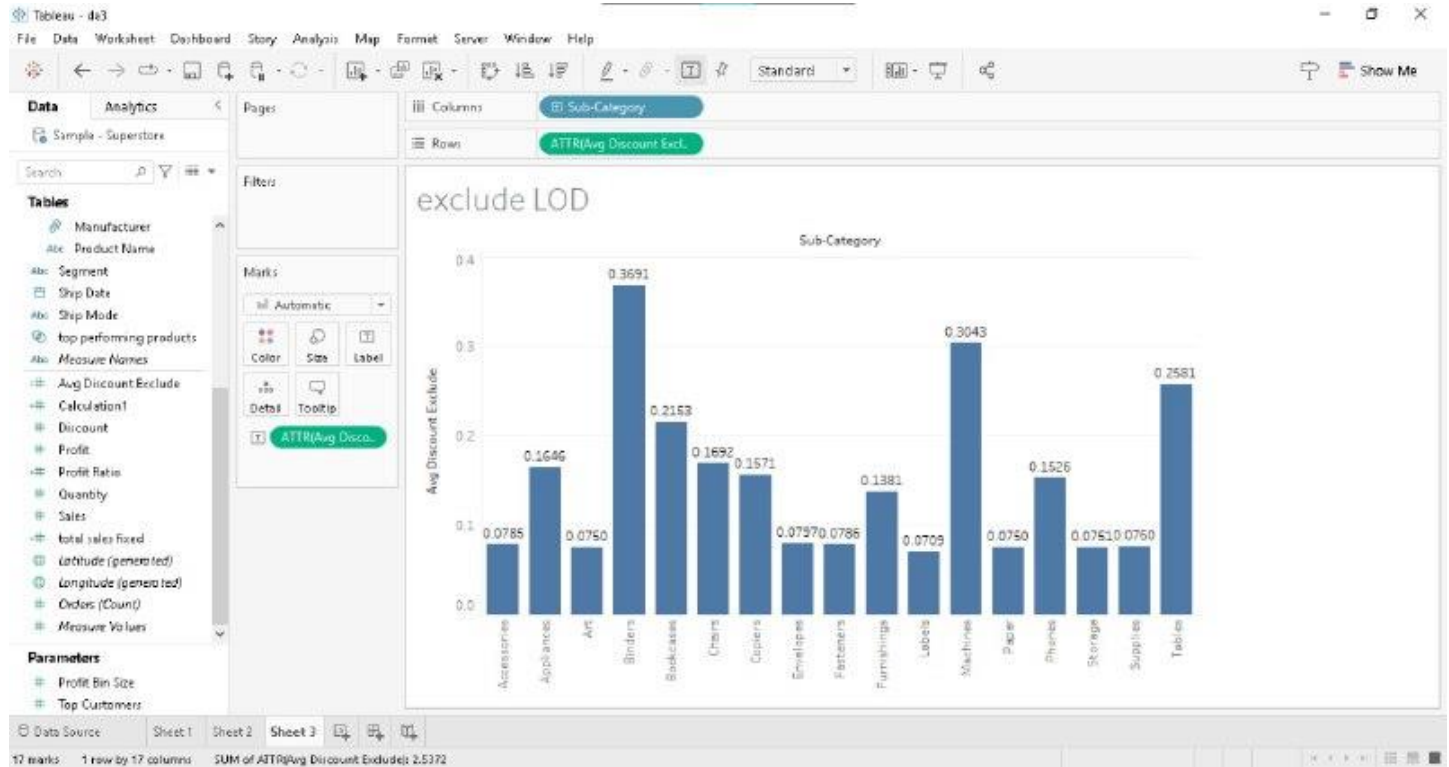 Tableau - da3
File Data Worksheet Dashboard Story Analysis Map Format Server Window Help
Standard
Show Me
Data Analytics
Sample - Superstore
Search
Tables
Manufacturer
Abc Product Name
Abc Segment
Ship Date
Abc Ship Mode
top performing products
Abc Measure Names
Avg Discount Exclude
Calculation1
Discount
Profit
Profit Ratio
Quantity
Sales
total sales fixed
Latitude (generated)
Longitude (generated)
Orders (Count)
Measure Values
Parameters
Profit Bin Size
Top Customers
Pages
Filters
Marks
Automatic
Color Size Label
Detail Tooltip
ATTR(Avg Disco..
Columns Sub-Category
Rows ATTR(Avg Discount Excl..
exclude LOD
Sub-Category
Avg Discount Exclude
0.4
0.3
0.2
0.1
0.0
0.0785 0.1646 0.0750 0.3691 0.2153 0.1692 0.1571 0.0797 0.0786 0.1381 0.0709 0.3043 0.0750 0.1526 0.0751 0.0760 0.2581
Accessories Appliances Art Binders Bookcases Chairs Copiers Envelopes Fasteners Furnishings Labels Machines Paper Phones Storage Supplies Tables
Data Source Sheet 1 Sheet 2 Sheet 3
17 marks 1 row by 17 columns SUM of ATTR(Avg Discount Exclude): 2.5372